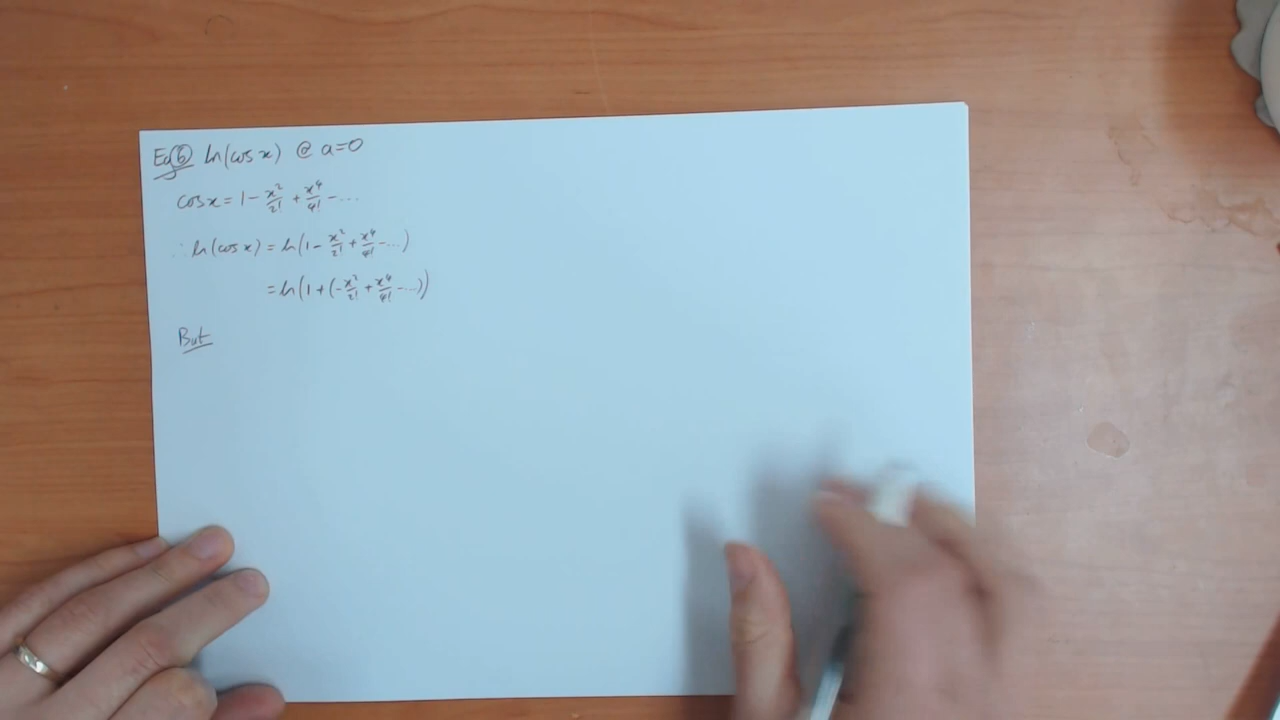 Eg⑥ ln(cos x) @ a=0
cos x = 1 - x²/2! + x⁴/4! - ...
∴ ln(cos x) = ln(1 - x²/2! + x⁴/4! - ...)
= ln(1 + (-x²/2! + x⁴/4! - ...))
But